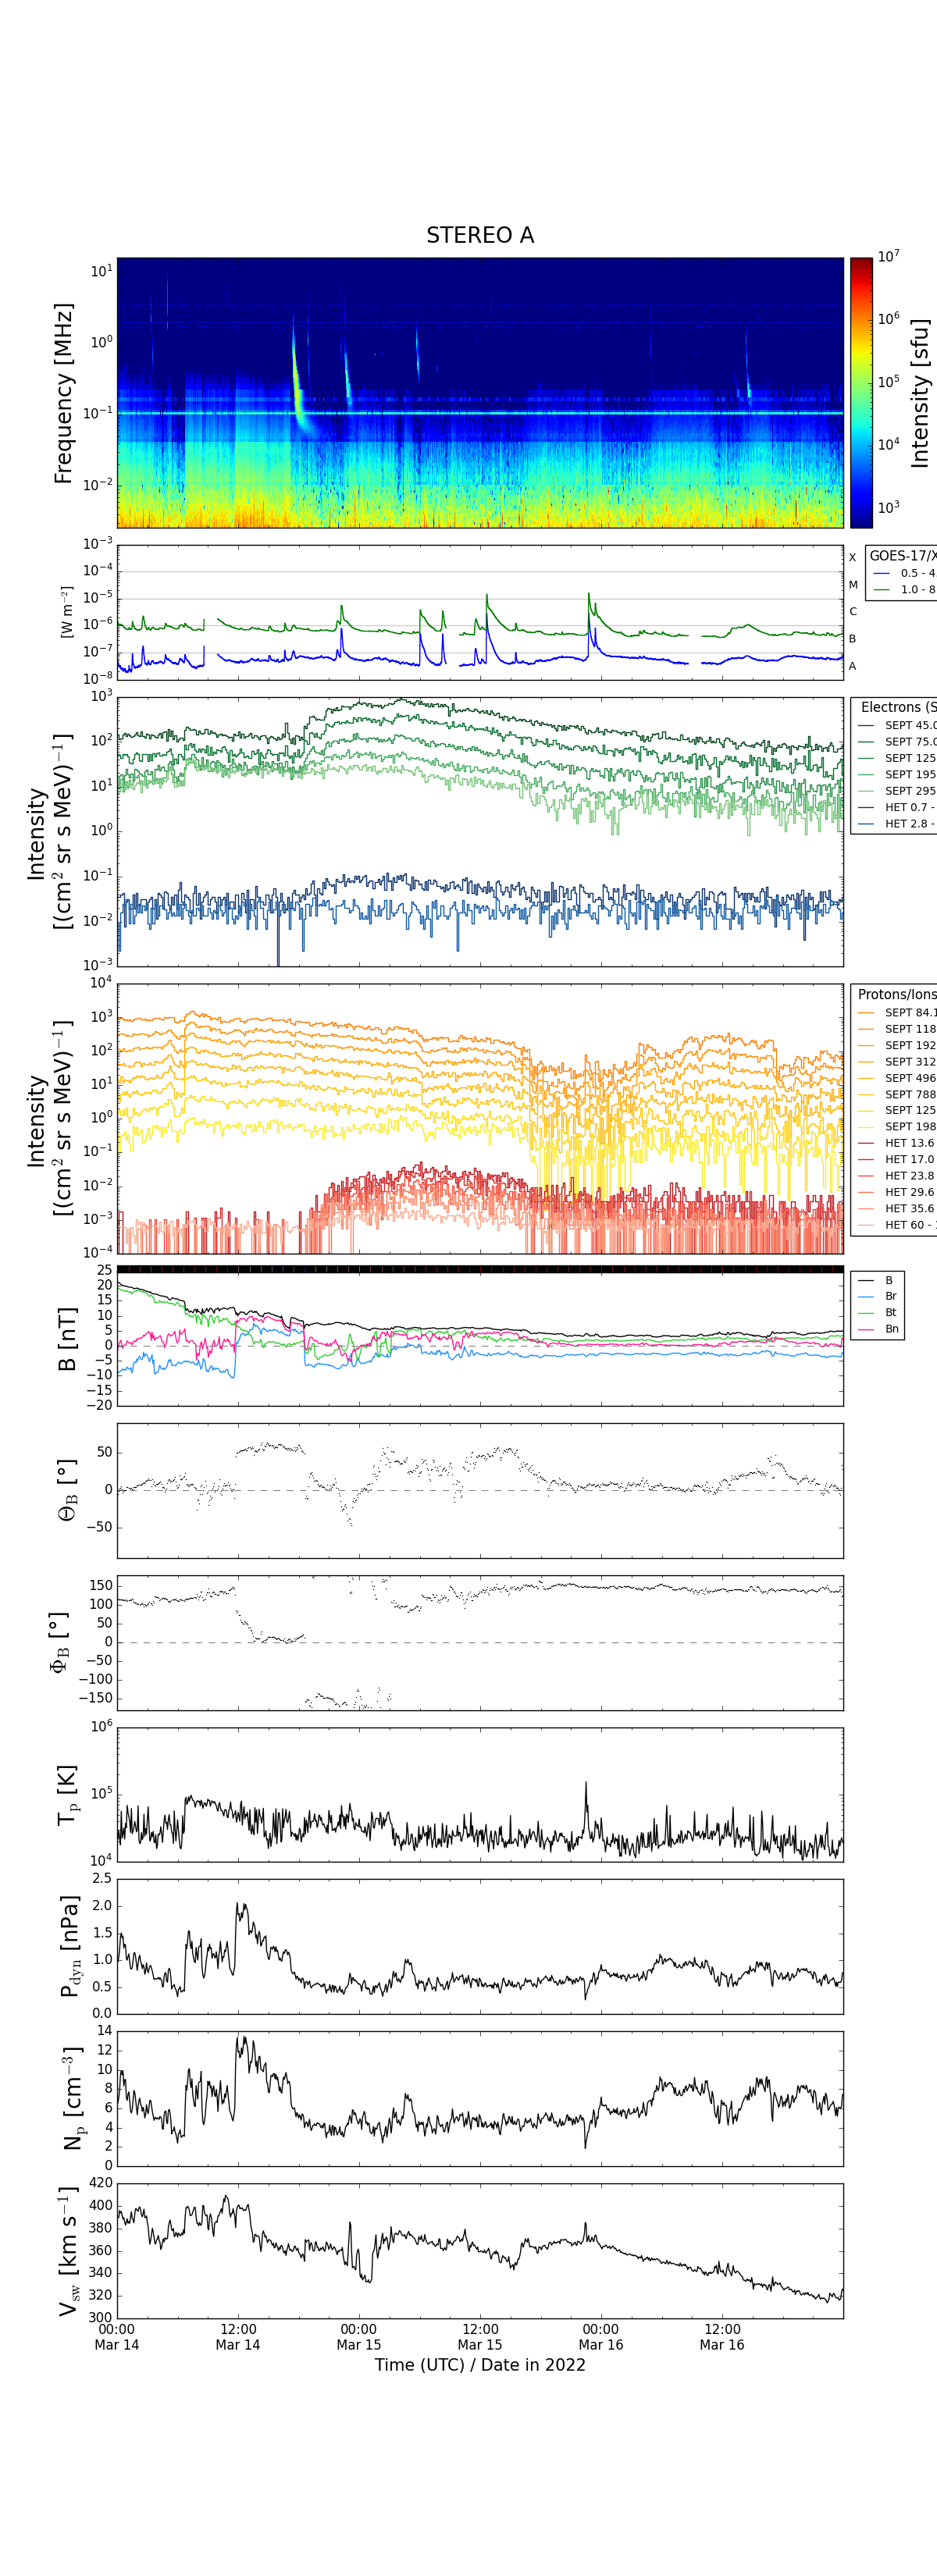 STEREO A
Frequency [MHz]
10^1
10^0
10^-1
10^-2
10^7
10^6
10^5
10^4
10^3
Intensity [sfu]
[W m^-2]
10^-3
10^-4
10^-5
10^-6
10^-7
10^-8
X
M
C
B
A
GOES-17/X
0.5 - 4
1.0 - 8
Intensity
[(cm^2 sr s MeV)^-1]
10^3
10^2
10^1
10^0
10^-1
10^-2
10^-3
Electrons (S
SEPT 45.0
SEPT 75.0
SEPT 125
SEPT 195
SEPT 295
HET 0.7 -
HET 2.8 -
Intensity
[(cm^2 sr s MeV)^-1]
10^4
10^3
10^2
10^1
10^0
10^-1
10^-2
10^-3
10^-4
Protons/Ions
SEPT 84.1
SEPT 118
SEPT 192
SEPT 312
SEPT 496
SEPT 788
SEPT 125
SEPT 198
HET 13.6
HET 17.0
HET 23.8
HET 29.6
HET 35.6
HET 60 -
B [nT]
25
20
15
10
5
0
−5
−10
−15
−20
B
Br
Bt
Bn
Θ_B [°]
50
0
−50
Φ_B [°]
150
100
50
0
−50
−100
−150
T_p [K]
10^6
10^5
10^4
P_dyn [nPa]
2.5
2.0
1.5
1.0
0.5
0.0
N_p [cm^-3]
14
12
10
8
6
4
2
0
V_sw [km s^-1]
420
400
380
360
340
320
300
00:00 12:00 00:00 12:00 00:00 12:00
Mar 14 Mar 14 Mar 15 Mar 15 Mar 16 Mar 16
Time (UTC) / Date in 2022